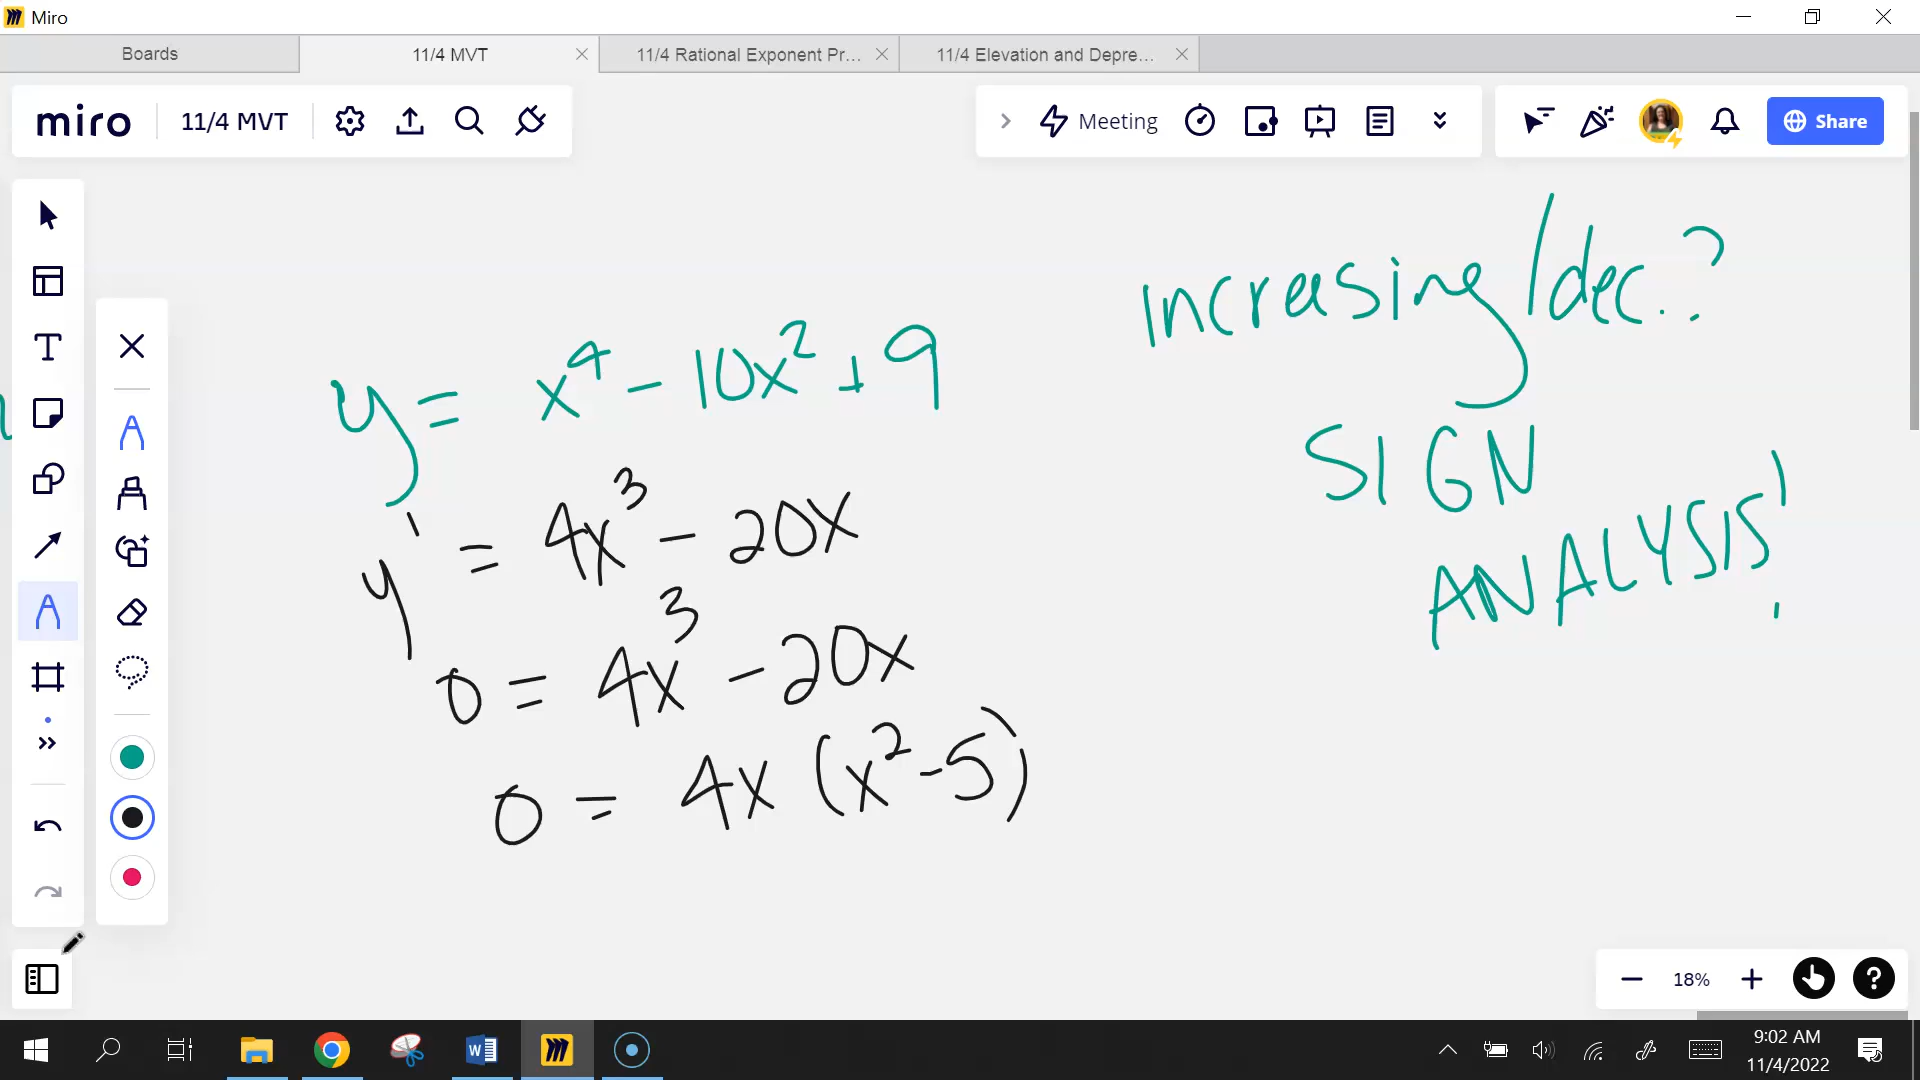 Miro
Boards
11/4 MVT
11/4 Rational Exponent Pr...
11/4 Elevation and Depre...
miro
11/4 MVT
Meeting
Share
increasing/dec.?
y = x⁴ - 10x² + 9
SIGN
ANALYSIS!
y' = 4x³ - 20x
0 = 4x³ - 20x
0 = 4x (x² - 5)
18%
9:02 AM
11/4/2022